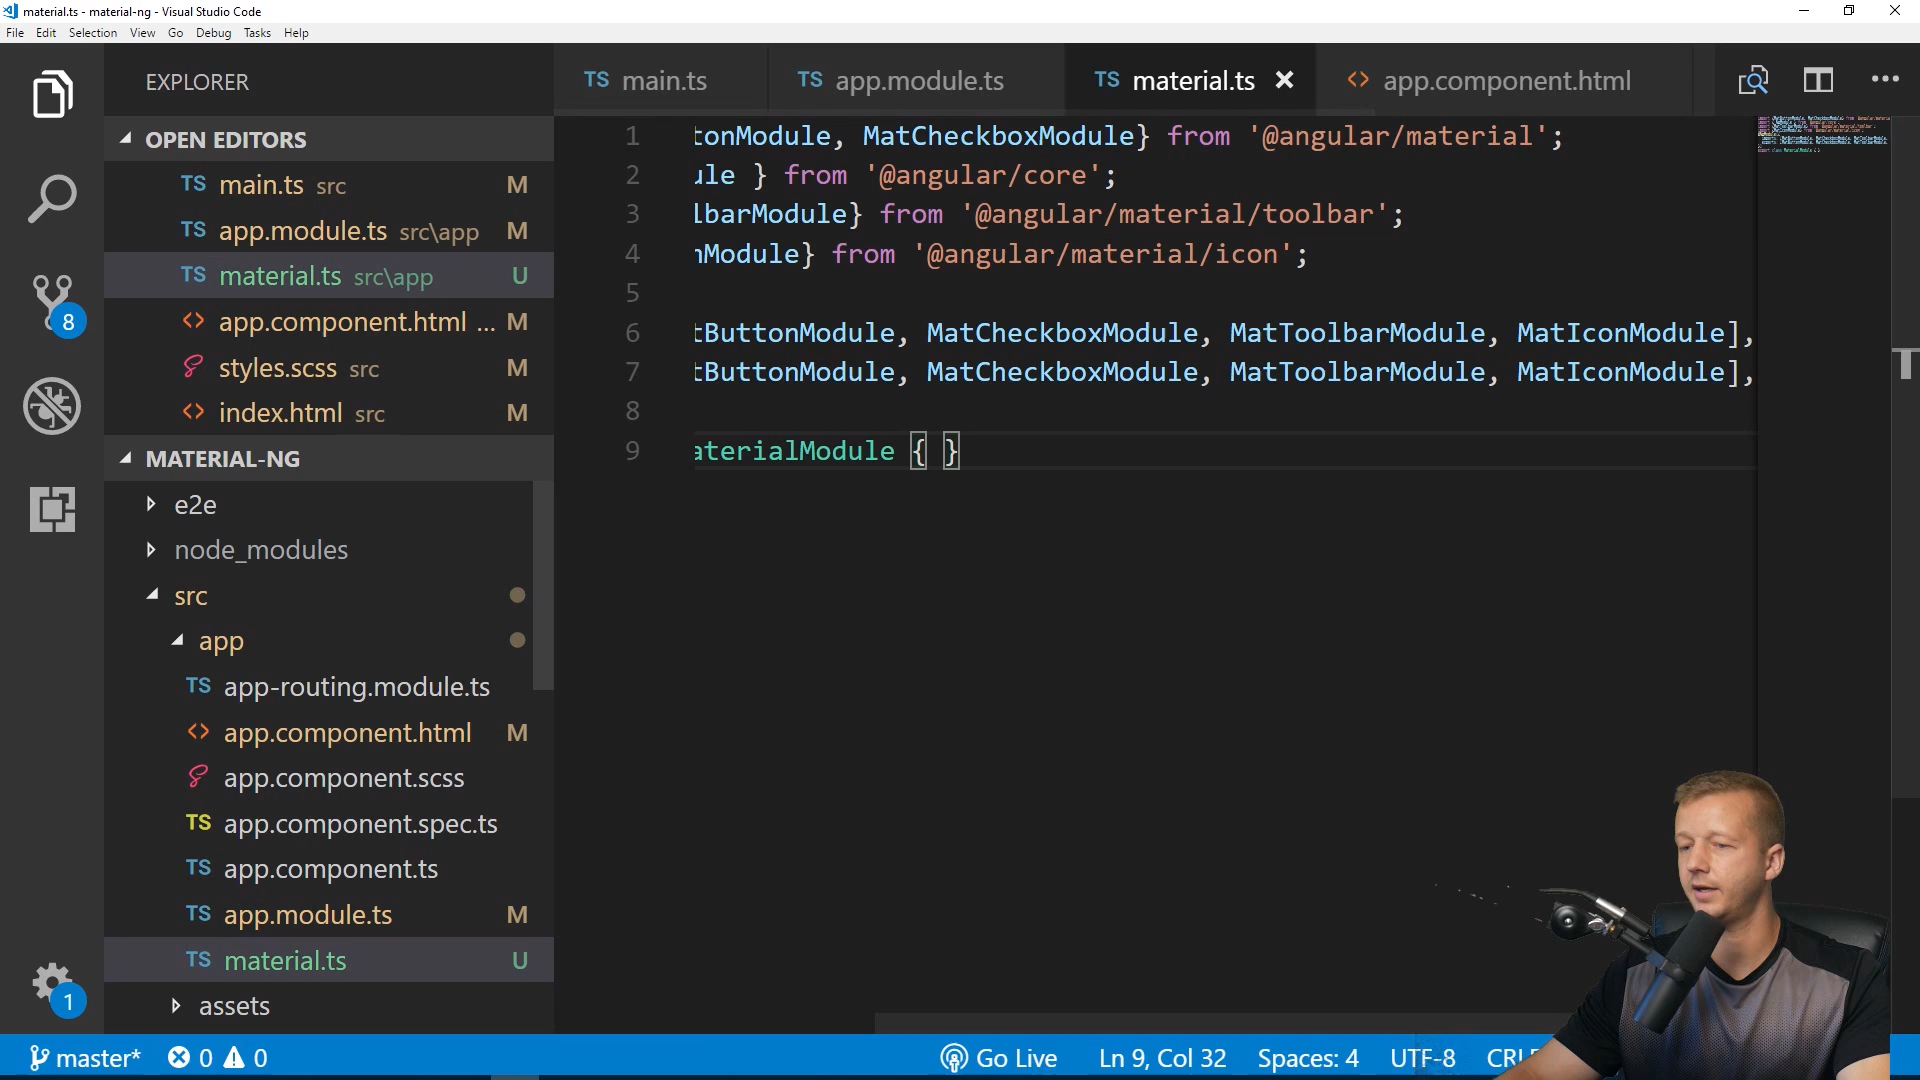 material.ts - material-ng - Visual Studio Code
File Edit Selection View Go Debug Tasks Help
EXPLORER
OPEN EDITORS
TS main.ts src M
TS app.module.ts src\app M
TS material.ts src\app U
<> app.component.html ... M
styles.scss src M
<> index.html src M
MATERIAL-NG
e2e
node_modules
src
app
TS app-routing.module.ts
<> app.component.html M
app.component.scss
TS app.component.spec.ts
TS app.component.ts
TS app.module.ts M
TS material.ts U
assets
8
1
TS main.ts TS app.module.ts TS material.ts × <> app.component.html
1 tonModule, MatCheckboxModule} from '@angular/material';
2 ule } from '@angular/core';
3 lbarModule} from '@angular/material/toolbar';
4 nModule} from '@angular/material/icon';
5
6 tButtonModule, MatCheckboxModule, MatToolbarModule, MatIconModule],
7 tButtonModule, MatCheckboxModule, MatToolbarModule, MatIconModule],
8
9 aterialModule { }
master* 0 0 Go Live Ln 9, Col 32 Spaces: 4 UTF-8